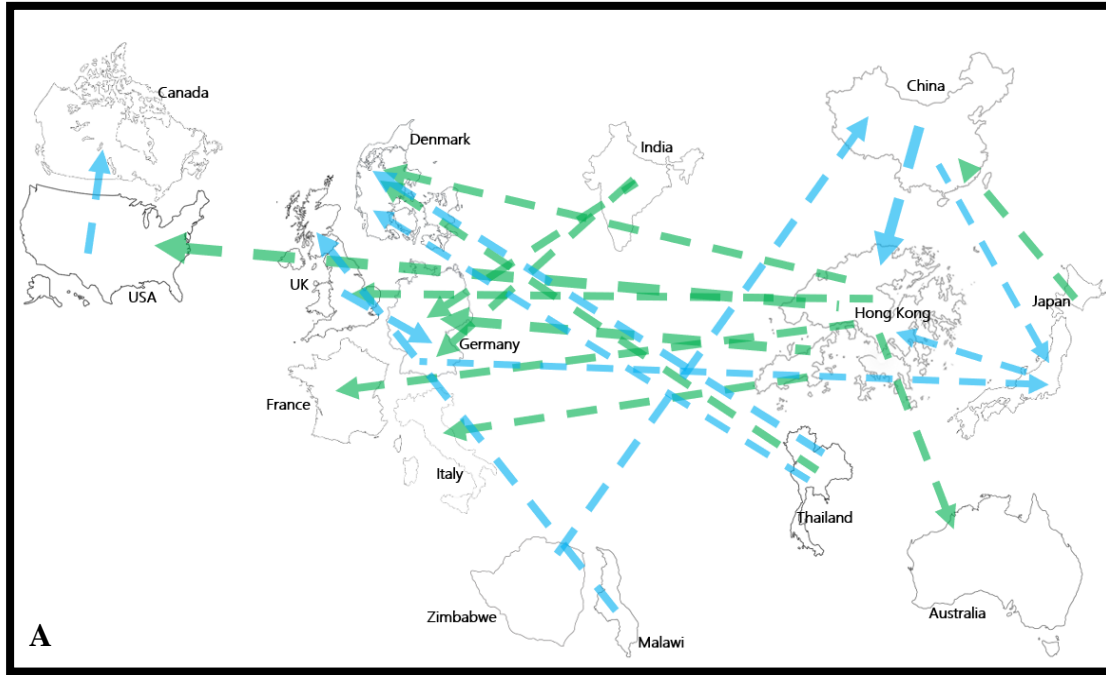 Canada
China
Denmark
India
UK
USA
Hong Kong
Japan
Germany
France
Italy
Thailand
Zimbabwe
Malawi
Australia
A